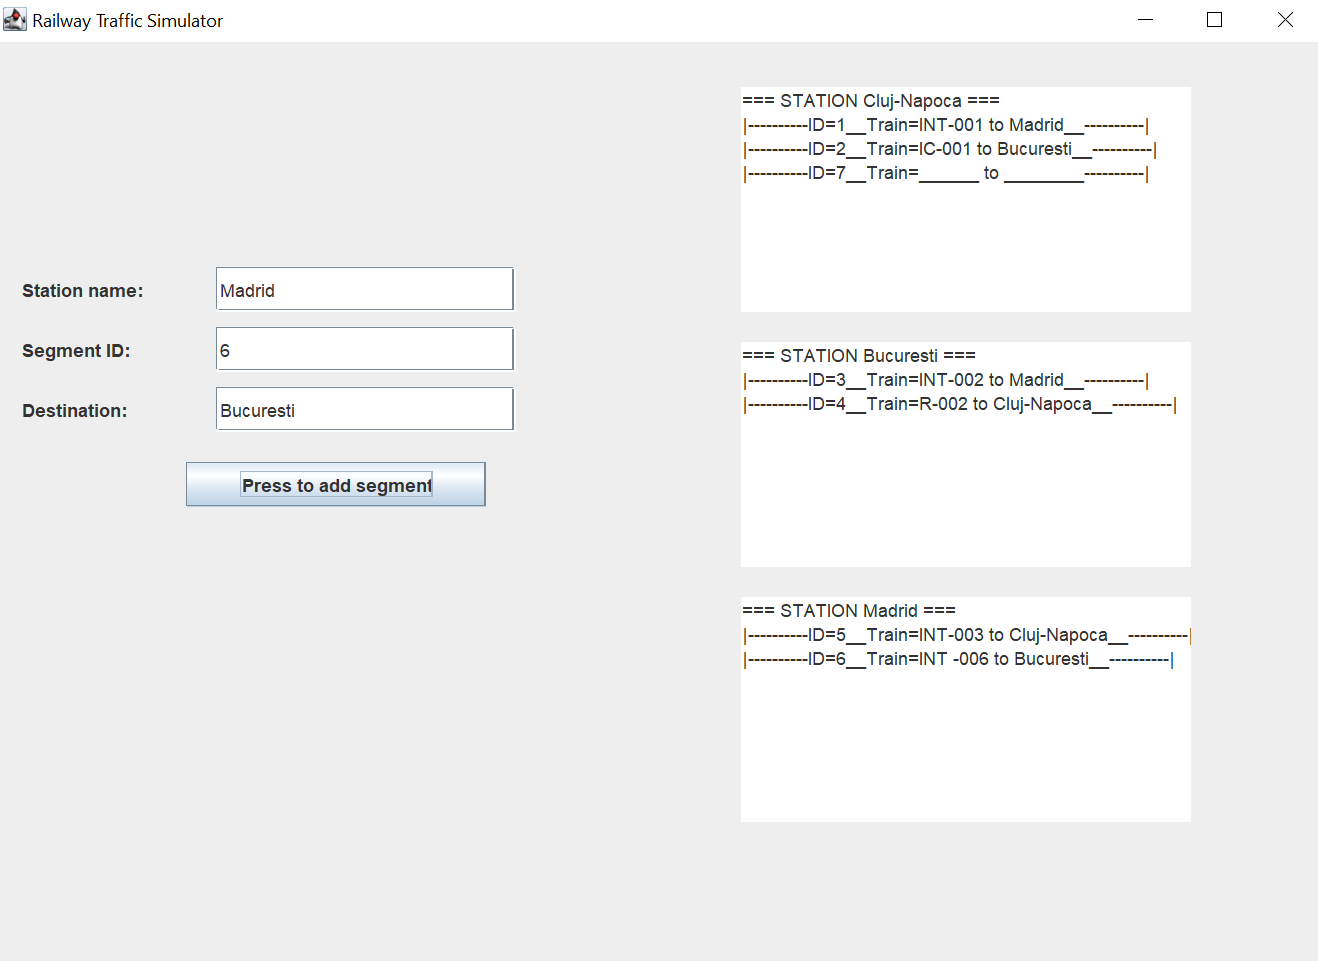 Railway Traffic Simulator
Station name:
Madrid
Segment ID:
6
Destination:
Bucuresti
Press to add segment
=== STATION Cluj-Napoca ===
|----------ID=1__Train=INT-001 to Madrid__----------|
|----------ID=2__Train=IC-001 to Bucuresti__----------|
|----------ID=7__Train=______ to ________----------|
=== STATION Bucuresti ===
|----------ID=3__Train=INT-002 to Madrid__----------|
|----------ID=4__Train=R-002 to Cluj-Napoca__----------|
=== STATION Madrid ===
|----------ID=5__Train=INT-003 to Cluj-Napoca__----------|
|----------ID=6__Train=INT -006 to Bucuresti__----------|